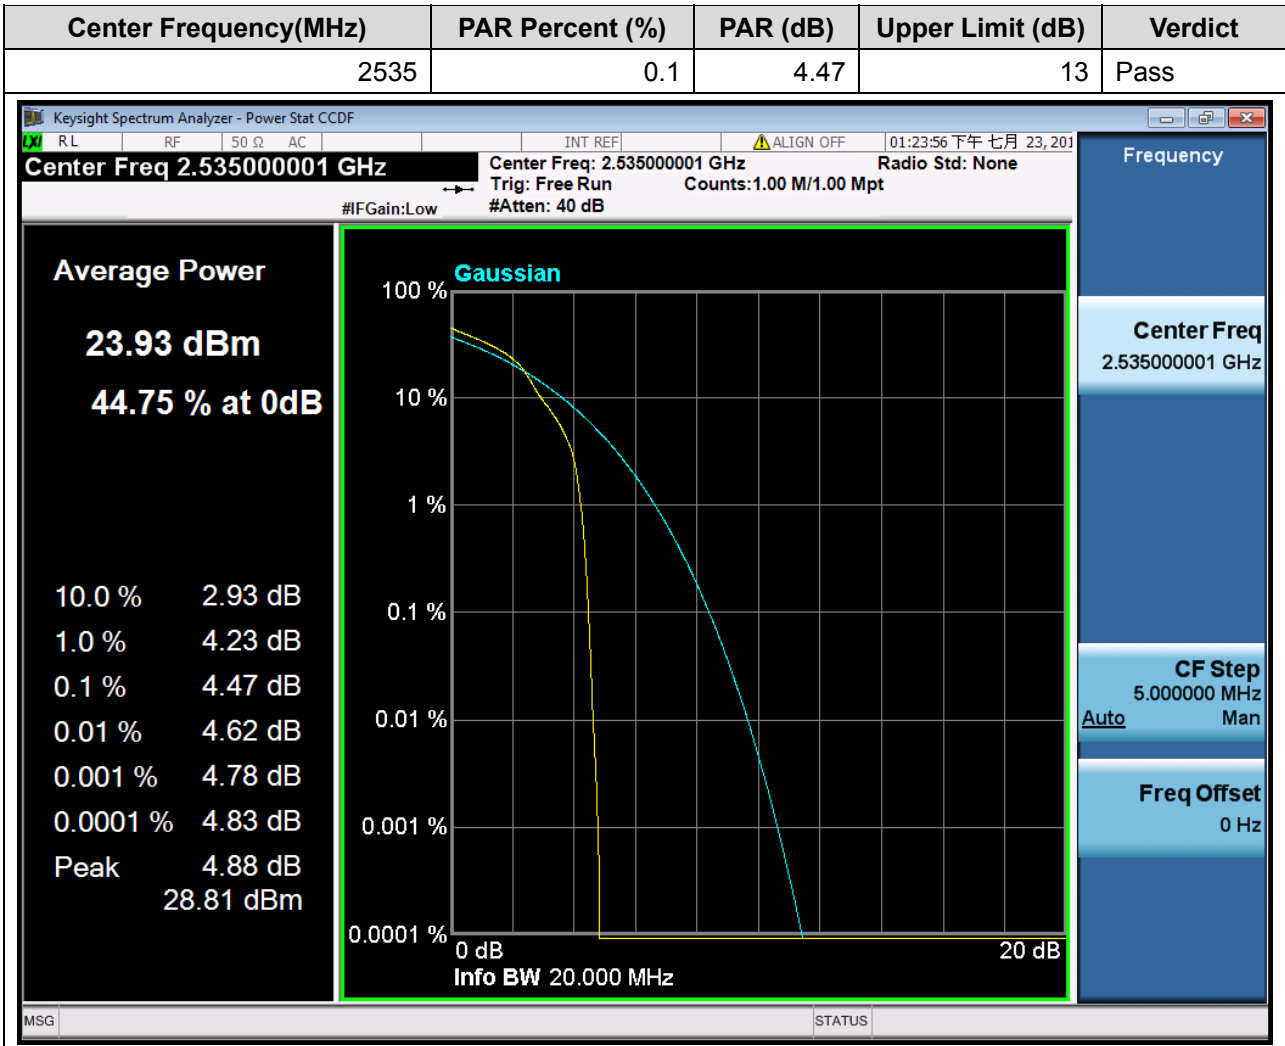 Center Frequency(MHz) PAR Percent (%) PAR (dB) Upper Limit (dB) Verdict
2535 0.1 4.47 13 Pass
Keysight Spectrum Analyzer - Power Stat CCDF
LXI RL RF 50 Ω AC INT REF ALIGN OFF 01:23:56 下午 七月 23, 201
Center Freq 2.535000001 GHz
Center Freq: 2.535000001 GHz Radio Std: None
Trig: Free Run Counts:1.00 M/1.00 Mpt
#IFGain:Low #Atten: 40 dB
Average Power
23.93 dBm
44.75 % at 0dB
10.0 % 2.93 dB
1.0 % 4.23 dB
0.1 % 4.47 dB
0.01 % 4.62 dB
0.001 % 4.78 dB
0.0001 % 4.83 dB
Peak 4.88 dB
28.81 dBm
Gaussian
100 %
10 %
1 %
0.1 %
0.01 %
0.001 %
0.0001 %
0 dB 20 dB
Info BW 20.000 MHz
Frequency
Center Freq
2.535000001 GHz
CF Step
5.000000 MHz
Auto Man
Freq Offset
0 Hz
MSG STATUS